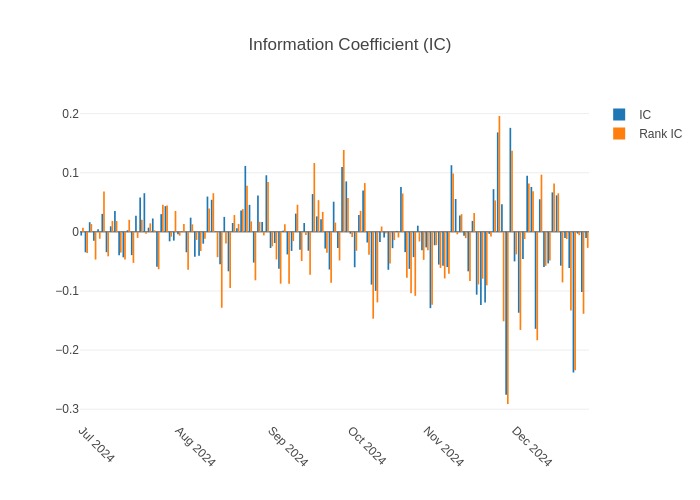 Information Coefficient (IC)
0.2
0.1
0
−0.1
−0.2
−0.3
IC
Rank IC
Jul 2024
Aug 2024
Sep 2024
Oct 2024
Nov 2024
Dec 2024